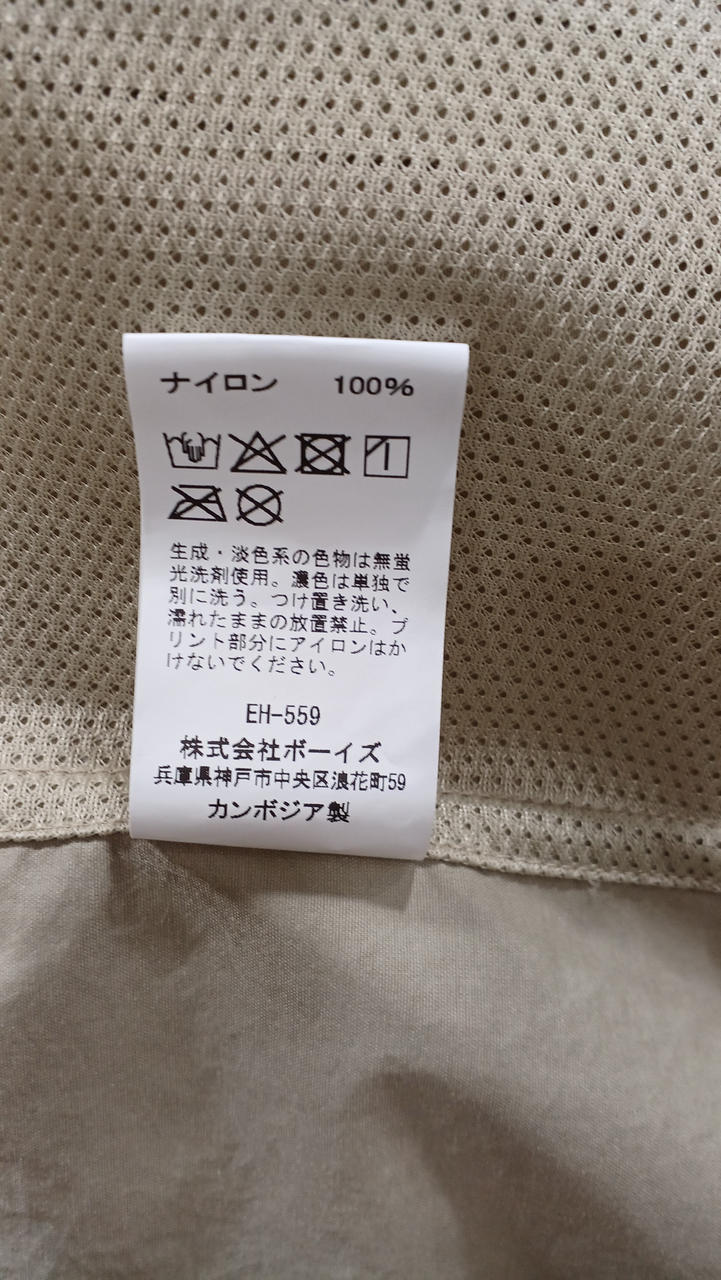 ナイロン 100%
生成・淡色系の色物は無蛍
光洗剤使用。濃色は単独で
別に洗う。つけ置き洗い、
濡れたままの放置禁止。プ
リント部分にアイロンはか
けないでください。
EH-559
株式会社ボーイズ
兵庫県神戸市中央区浪花町59
カンボジア製